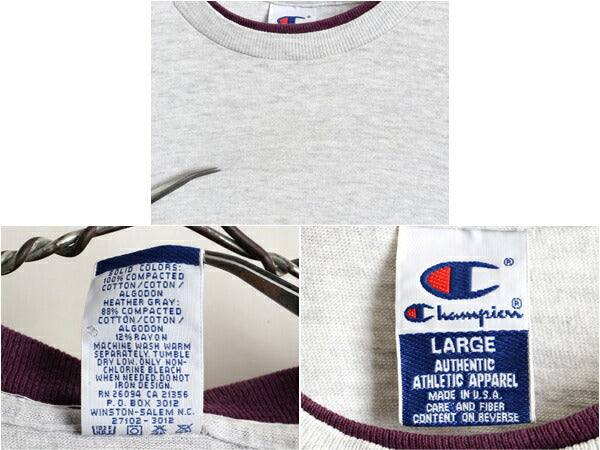 SOLID COLORS:
100% COMPACTED
COTTON/COTON/
ALGODON
HEATHER GRAY:
88% COMPACTED
COTTON/COTON/
ALGODON
12% RAYON
MACHINE WASH WARM
SEPARATELY. TUMBLE
DRY LOW. ONLY NON-
CHLORINE BLEACH
WHEN NEEDED. DO NOT
IRON DESIGN.
RN 26094 CA 21356
P.O. BOX 3012
WINSTON-SALEM N.C.
27102-3012
®
Champion®
LARGE
AUTHENTIC
ATHLETIC APPAREL
MADE IN U.S.A.
CARE AND FIBER
CONTENT ON REVERSE